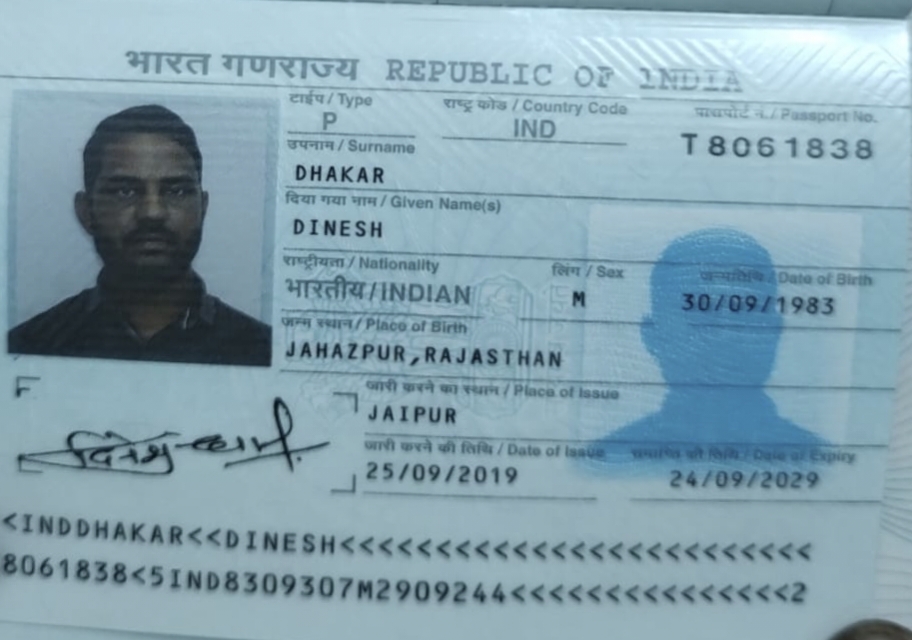 भारत गणराज्य REPUBLIC OF INDIA
टाईप / Type राष्ट्र कोड / Country Code पासपोर्ट नं. / Passport No.
P IND T8061838
उपनाम / Surname
DHAKAR
दिया गया नाम / Given Name(s)
DINESH
राष्ट्रीयता / Nationality लिंग / Sex जन्मतिथि / Date of Birth
भारतीय/INDIAN M 30/09/1983
जन्म स्थान / Place of Birth
JAHAZPUR,RAJASTHAN
जारी करने का स्थान / Place of Issue
JAIPUR
जारी करने की तिथि / Date of Issue समाप्ति की तिथि / Date of Expiry
25/09/2019 24/09/2029
<INDDHAKAR<<DINESH<<<<<<<<<<<<<<<<<<<<<<<<<
8061838<5IND8309307M2909244<<<<<<<<<<<<<<<2